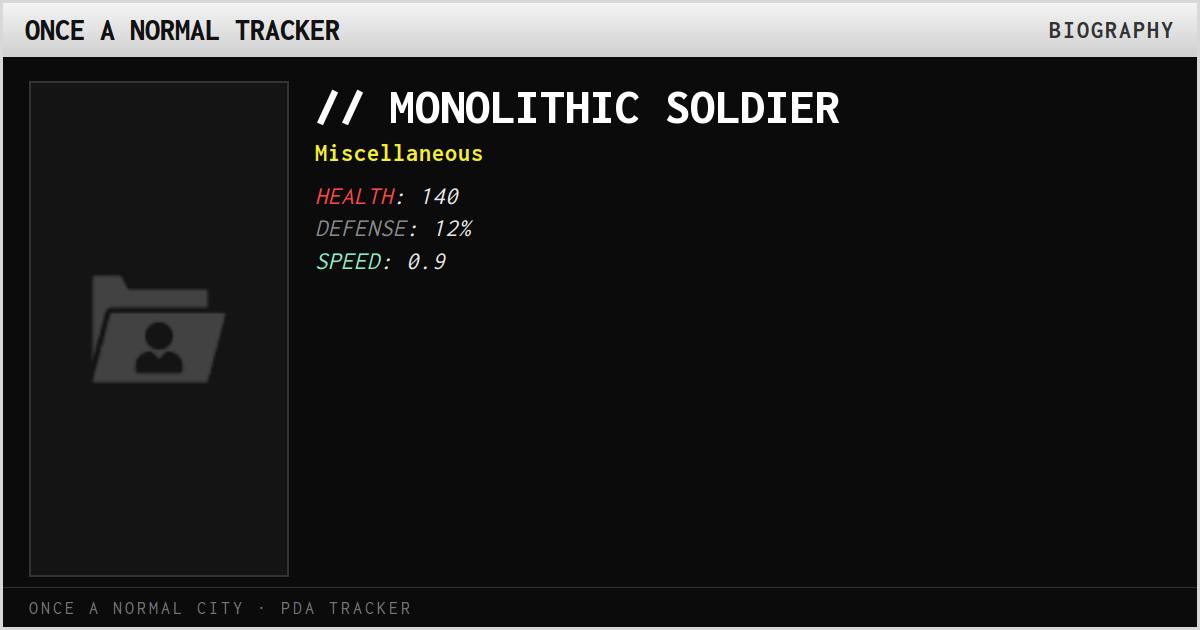 ONCE A NORMAL TRACKER
BIOGRAPHY
// MONOLITHIC SOLDIER
Miscellaneous
HEALTH: 140
DEFENSE: 12%
SPEED: 0.9
ONCE A NORMAL CITY · PDA TRACKER